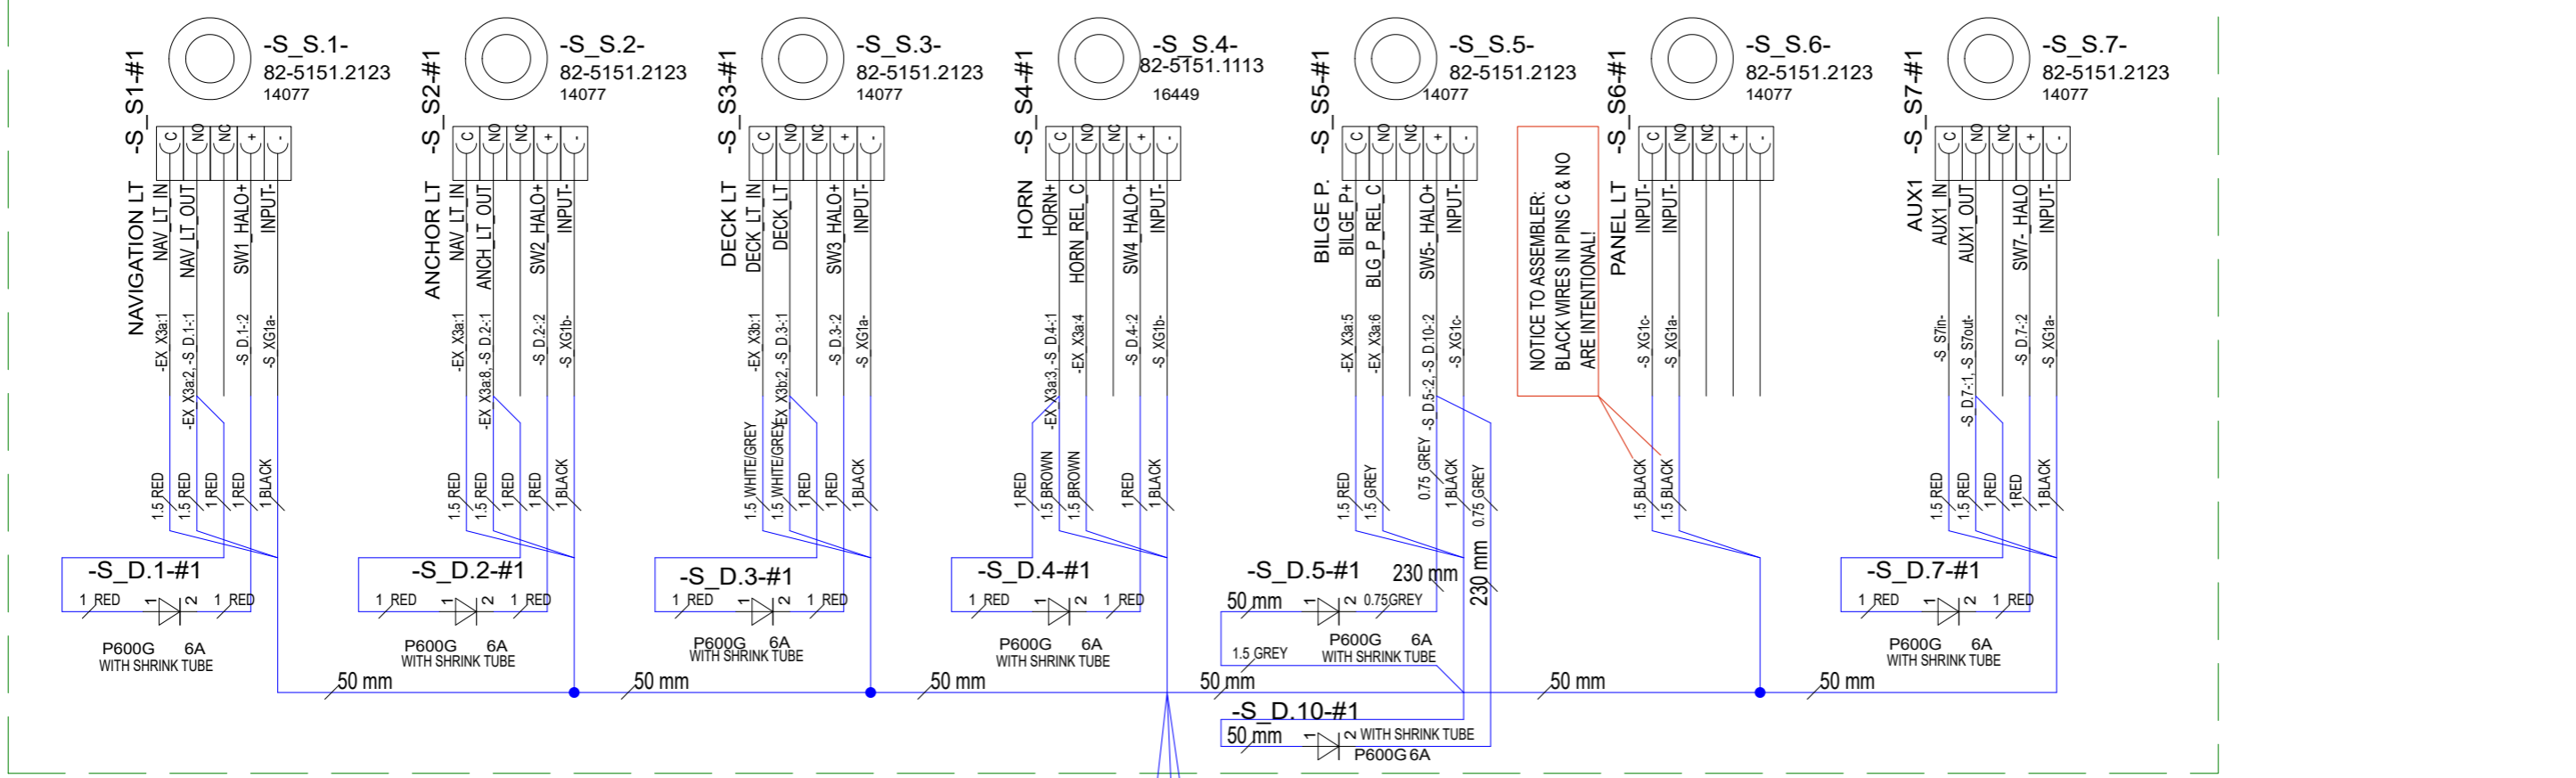 -S_S1-#1
-S_S.1-
82-5151.2123
14077
C
NO
NC
+
-
NAVIGATION LT
NAV_LT_IN
NAV_LT_OUT
SW1_HALO+
INPUT-
-EX_X3a:1
-EX_X3a:2, -S_D.1-:1
-S_D.1-:2
-S_XG1a-
1.5 RED
1.5 RED
1 RED
1 RED
1 BLACK
-S_D.1-#1
1 RED
1
2
1 RED
P600G 6A
WITH SHRINK TUBE
50 mm
-S_S2-#1
-S_S.2-
82-5151.2123
14077
C
NO
NC
+
-
ANCHOR LT
NAV_LT_IN
ANCH_LT_OUT
SW2_HALO+
INPUT-
-EX_X3a:1
-EX_X3a:8, -S_D.2-:1
-S_D.2-:2
-S_XG1b-
1.5 RED
1.5 RED
1 RED
1 RED
1 BLACK
-S_D.2-#1
1 RED
1
2
1 RED
P600G 6A
WITH SHRINK TUBE
50 mm
-S_S3-#1
-S_S.3-
82-5151.2123
14077
C
NO
NC
+
-
DECK LT
DECK_LT_IN
DECK_LT
SW3_HALO+
INPUT-
-EX_X3b:1
-EX_X3b:2, -S_D.3-:1
-S_D.3-:2
-S_XG1a-
1.5 WHITE/GREY
1.5 WHITE/GREY
1 RED
1 RED
1 BLACK
-S_D.3-#1
1 RED
1
2
1 RED
P600G 6A
WITH SHRINK TUBE
50 mm
-S_S4-#1
-S_S.4-
82-5151.1113
16449
C
NO
NC
+
-
HORN
HORN+
HORN_REL_C
SW4_HALO+
INPUT-
-EX_X3a:3, -S_D.4-:1
-EX_X3a:4
-S_D.4-:2
-S_XG1b-
1 RED
1.5 BROWN
1.5 BROWN
1 RED
1 BLACK
-S_D.4-#1
1 RED
1
2
1 RED
P600G 6A
WITH SHRINK TUBE
50 mm
-S_S5-#1
-S_S.5-
82-5151.2123
14077
C
NO
NC
+
-
BILGE P.
BILGE_P+
BLG_P_REL_C
SW5-_HALO+
INPUT-
-EX_X3a:5
-EX_X3a:6
-S_D.5-:2, -S_D.10-:2
-S_XG1c-
1.5 RED
1.5 GREY
0.75 GREY
1 BLACK
0.75 GREY
-S_D.5-#1
230 mm
230 mm
50 mm
1
2
0.75 GREY
P600G 6A
WITH SHRINK TUBE
1.5 GREY
-S_D.10-#1
50 mm
1
2
WITH SHRINK TUBE
P600G 6A
50 mm
NOTICE TO ASSEMBLER:
BLACK WIRES IN PINS C & NO
ARE INTENTIONAL!
-S_S6-#1
-S_S.6-
82-5151.2123
14077
C
NO
NC
+
-
PANEL LT
INPUT-
INPUT-
-S_XG1c-
-S_XG1a-
1.5 BLACK
1.5 BLACK
50 mm
-S_S7-#1
-S_S.7-
82-5151.2123
14077
C
NO
NC
+
-
AUX1
AUX1_IN
AUX1_OUT
SW7-_HALO
INPUT-
-S_S7in-
-S_D.7-:1, -S_S7out-
-S_D.7-:2
-S_XG1a-
1.5 RED
1.5 RED
1 RED
1 RED
1 BLACK
-S_D.7-#1
1 RED
1
2
1 RED
P600G 6A
WITH SHRINK TUBE